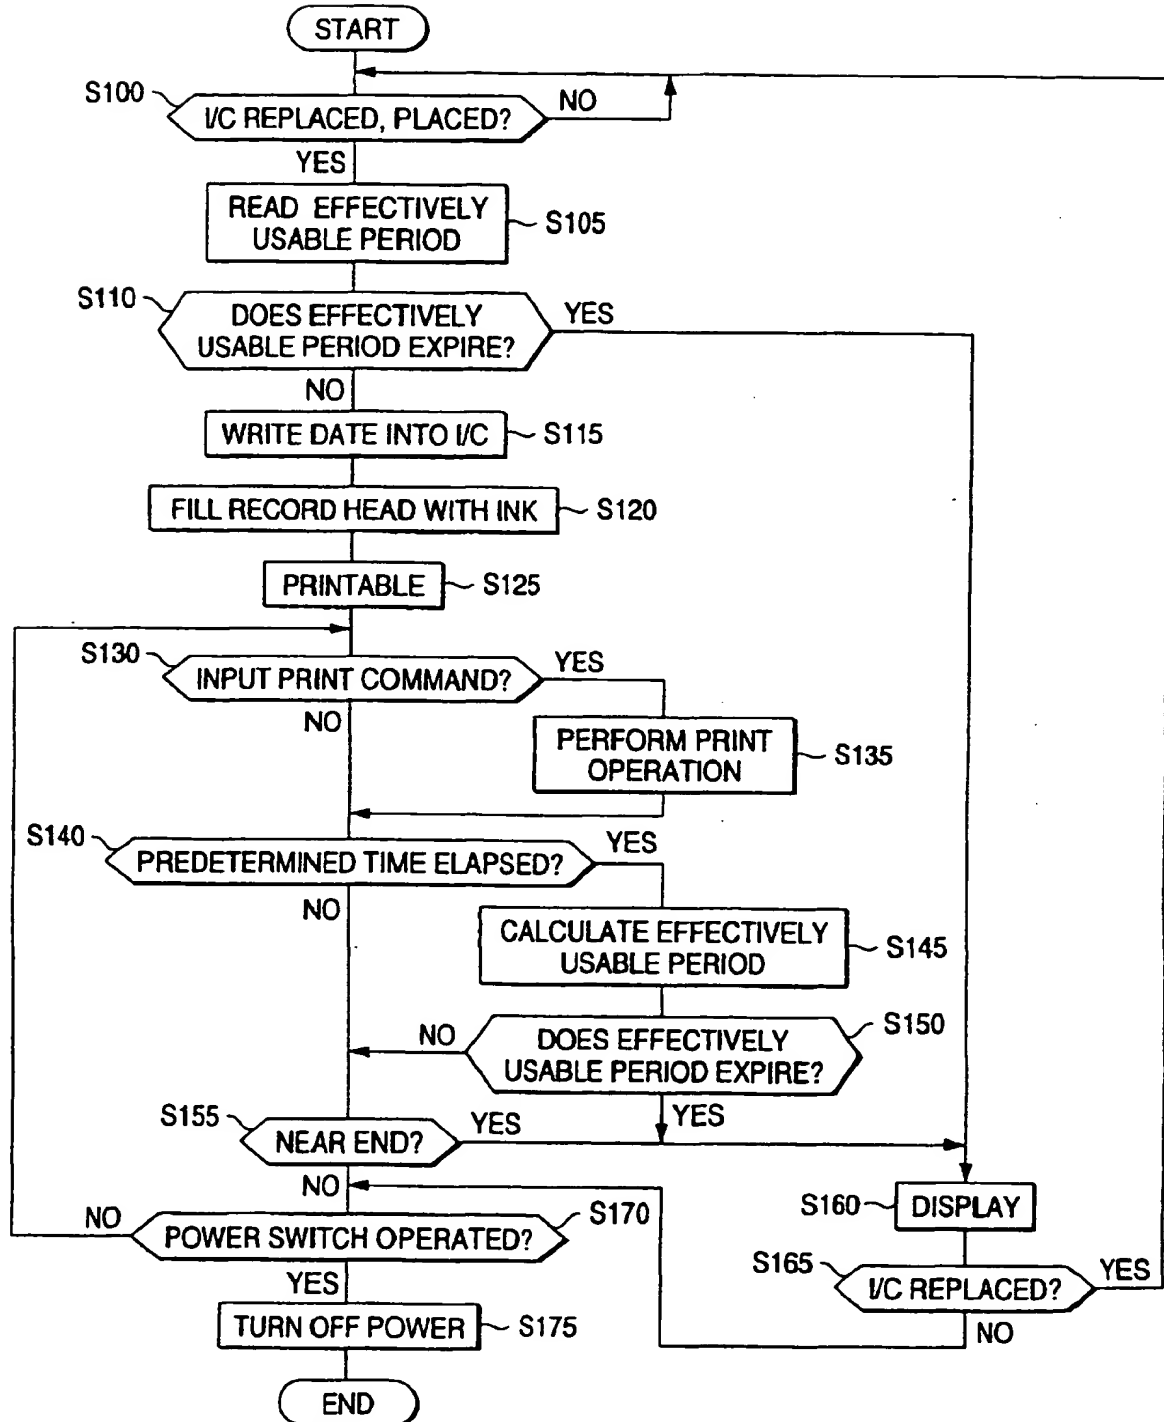 START
S100
I/C REPLACED, PLACED?
NO
YES
READ EFFECTIVELY
USABLE PERIOD
S105
S110
DOES EFFECTIVELY
USABLE PERIOD EXPIRE?
YES
NO
WRITE DATE INTO I/C
S115
FILL RECORD HEAD WITH INK
S120
PRINTABLE
S125
S130
INPUT PRINT COMMAND?
YES
NO
PERFORM PRINT
OPERATION
S135
S140
PREDETERMINED TIME ELAPSED?
YES
NO
CALCULATE EFFECTIVELY
USABLE PERIOD
S145
S150
DOES EFFECTIVELY
USABLE PERIOD EXPIRE?
NO
YES
S155
NEAR END?
YES
NO
S160
DISPLAY
S170
POWER SWITCH OPERATED?
NO
YES
S165
I/C REPLACED?
YES
NO
TURN OFF POWER
S175
END